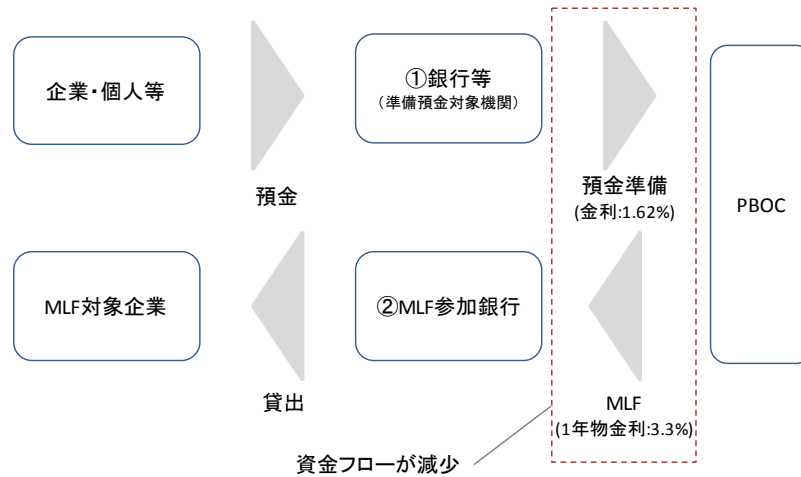 企業・個人等
①銀行等
（準備預金対象機関）
預金
預金準備
(金利:1.62%)
PBOC
MLF対象企業
②MLF参加銀行
貸出
MLF
(1年物金利:3.3%)
資金フローが減少